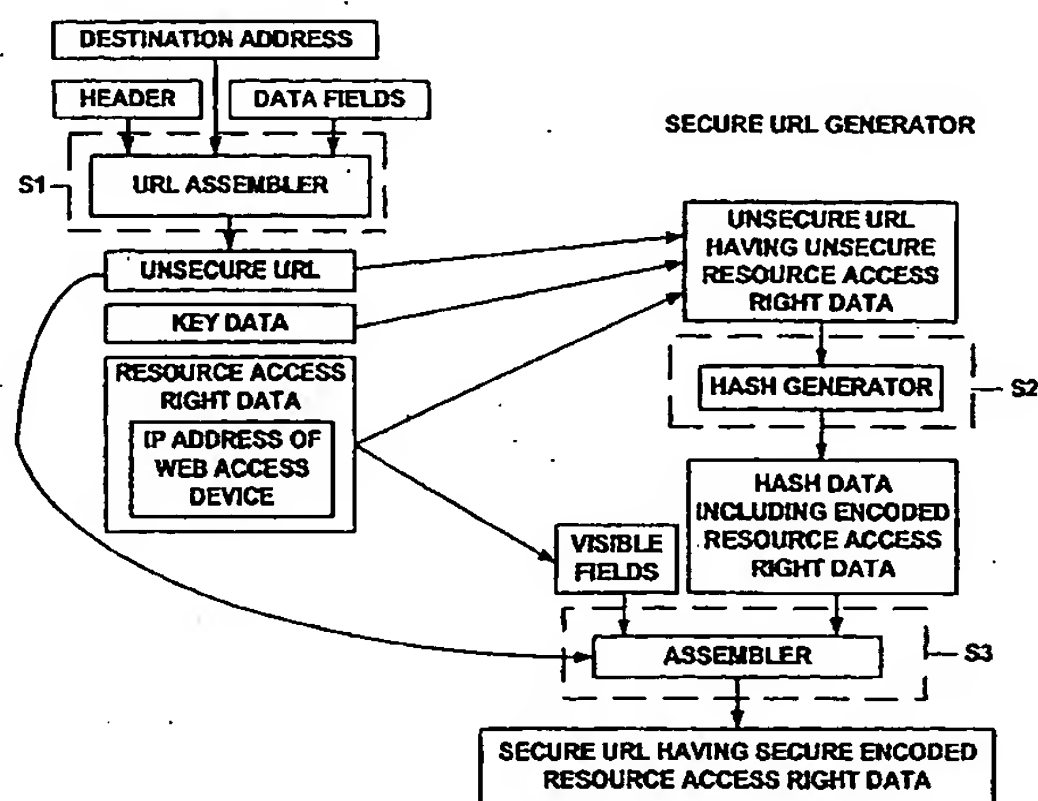 DESTINATION ADDRESS
HEADER
DATA FIELDS
SECURE URL GENERATOR
S1
URL ASSEMBLER
UNSECURE URL
HAVING UNSECURE
RESOURCE ACCESS
RIGHT DATA
UNSECURE URL
KEY DATA
RESOURCE ACCESS
RIGHT DATA
IP ADDRESS OF
WEB ACCESS
DEVICE
HASH GENERATOR
S2
HASH DATA
INCLUDING ENCODED
RESOURCE ACCESS
RIGHT DATA
VISIBLE
FIELDS
ASSEMBLER
S3
SECURE URL HAVING SECURE ENCODED
RESOURCE ACCESS RIGHT DATA